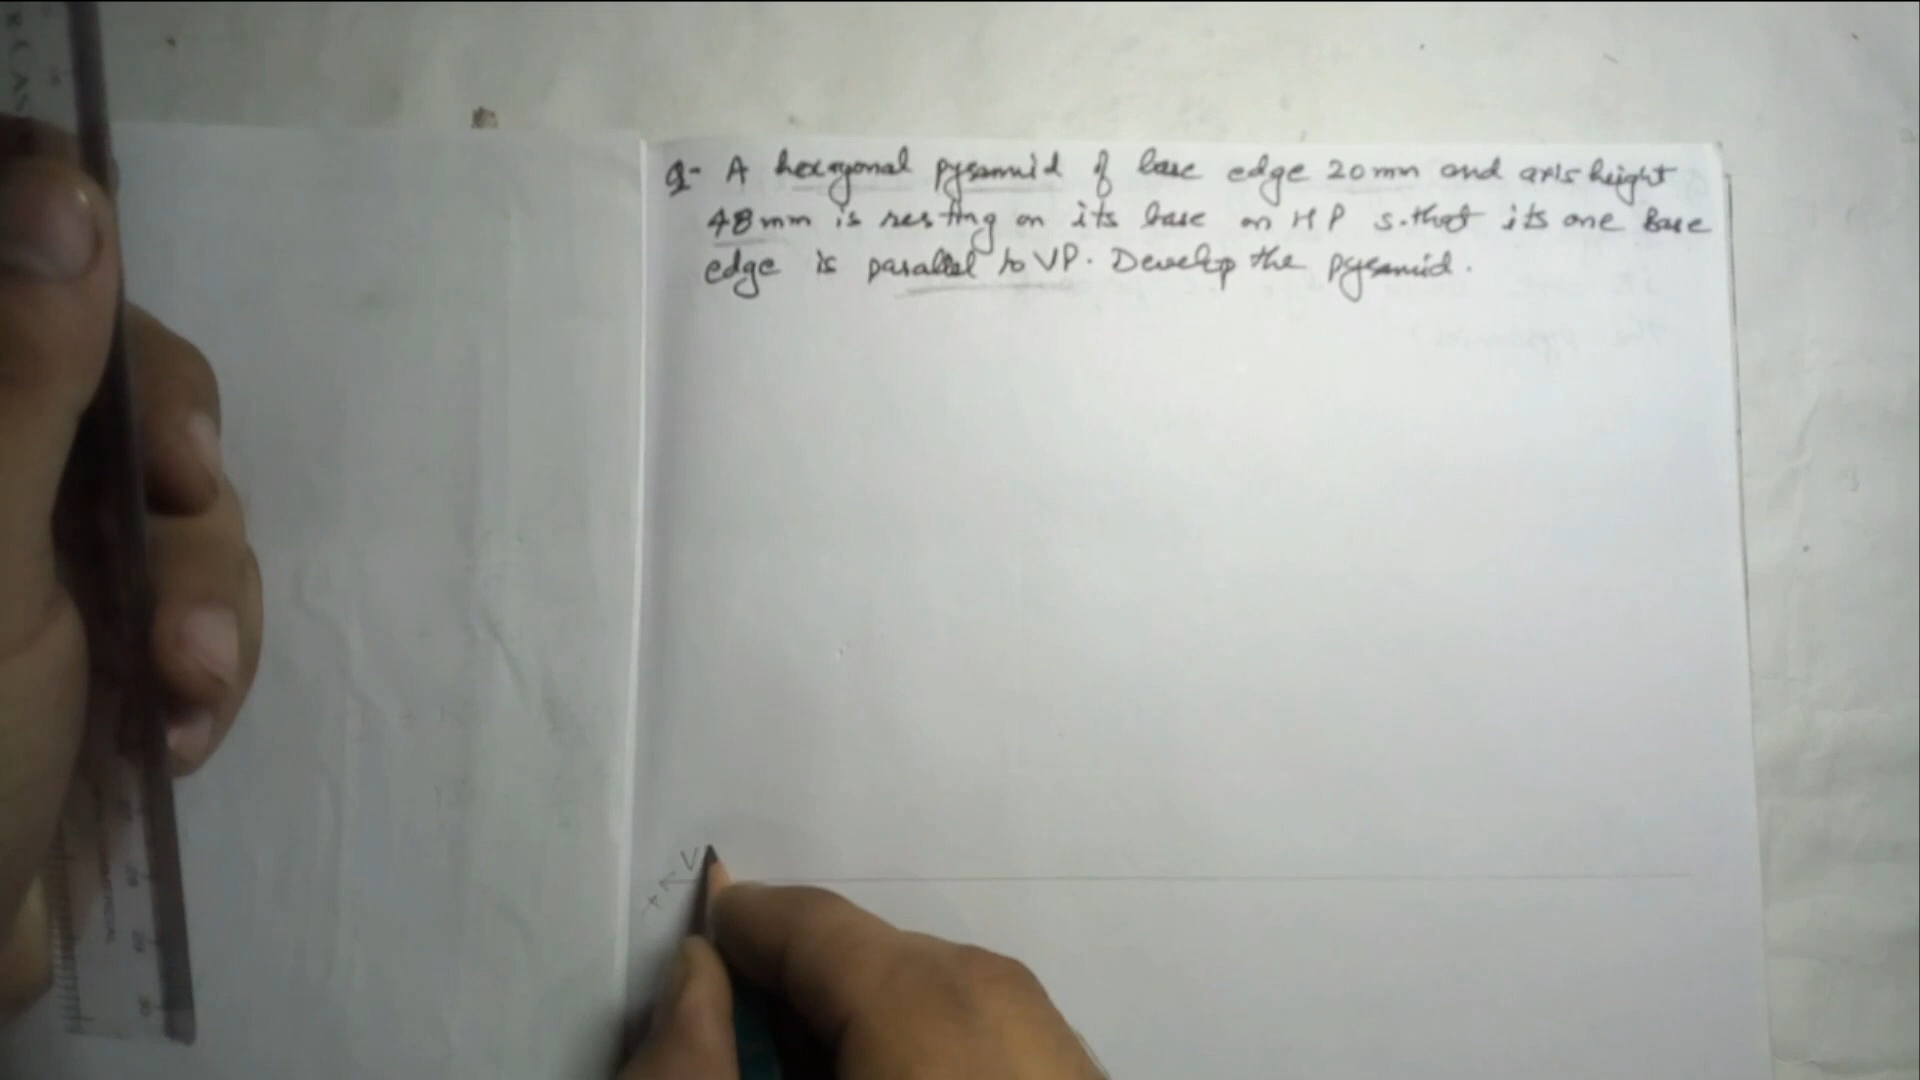 Q- A hexagonal pyramid of base edge 20mm and axis height
48mm is resting on its base on HP s.that its one Base
edge is parallel to VP. Develop the pyramid.
V